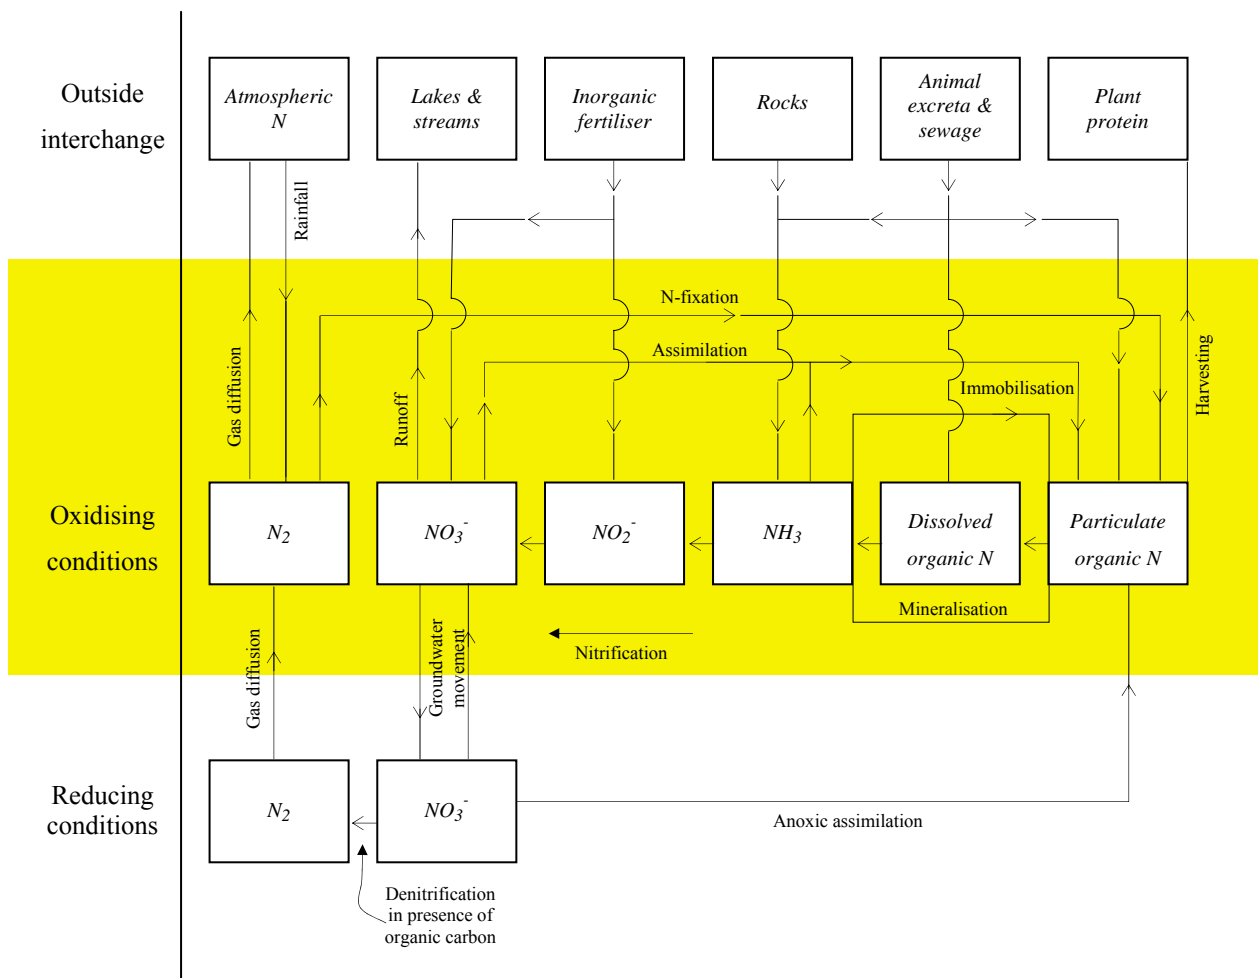 Outside
interchange
Atmospheric
N
Lakes &
streams
Inorganic
fertiliser
Rocks
Animal
excreta &
sewage
Plant
protein
Rainfall
N-fixation
Assimilation
Immobilisation
Gas diffusion
Runoff
Harvesting
Oxidising
conditions
N2
NO3-
NO2-
NH3
Dissolved
organic N
Particulate
organic N
Mineralisation
Nitrification
Gas diffusion
Groundwater
movement
Reducing
conditions
N2
NO3-
Anoxic assimilation
Denitrification
in presence of
organic carbon